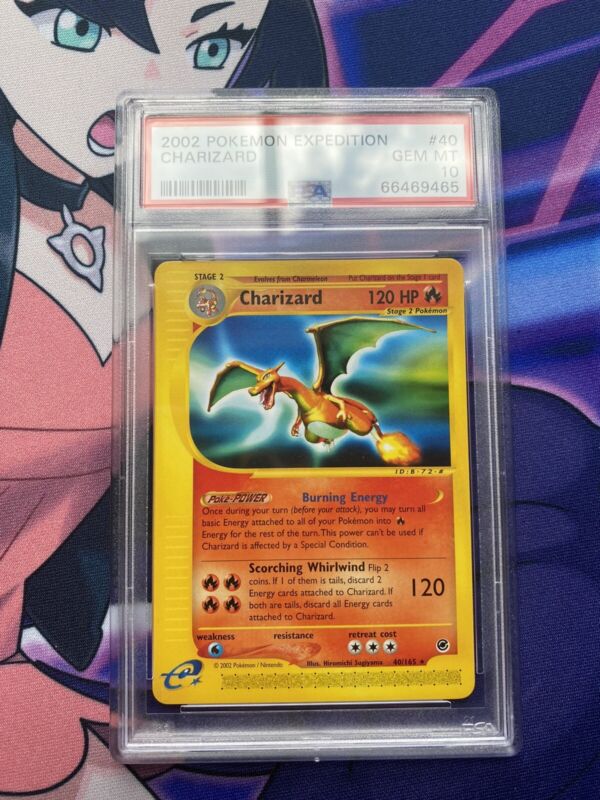 2002 POKEMON EXPEDITION #40
CHARIZARD GEM MT
10
66469465
STAGE 2 Evolves from Charmeleon Put Charizard on the Stage 1 card
Charizard 120 HP
Stage 2 Pokémon
ID:B-72-#
Poké-POWER Burning Energy
Once during your turn (before your attack), you may turn all
basic Energy attached to all of your Pokémon into
Energy for the rest of the turn. This power can't be used if
Charizard is affected by a Special Condition.
Scorching Whirlwind Flip 2
coins. If 1 of them is tails, discard 2
Energy cards attached to Charizard. If
both are tails, discard all Energy cards
attached to Charizard.
120
weakness resistance retreat cost
© 2002 Pokémon / Nintendo Illus. Hiromichi Sugiyama 40/165 ★
e